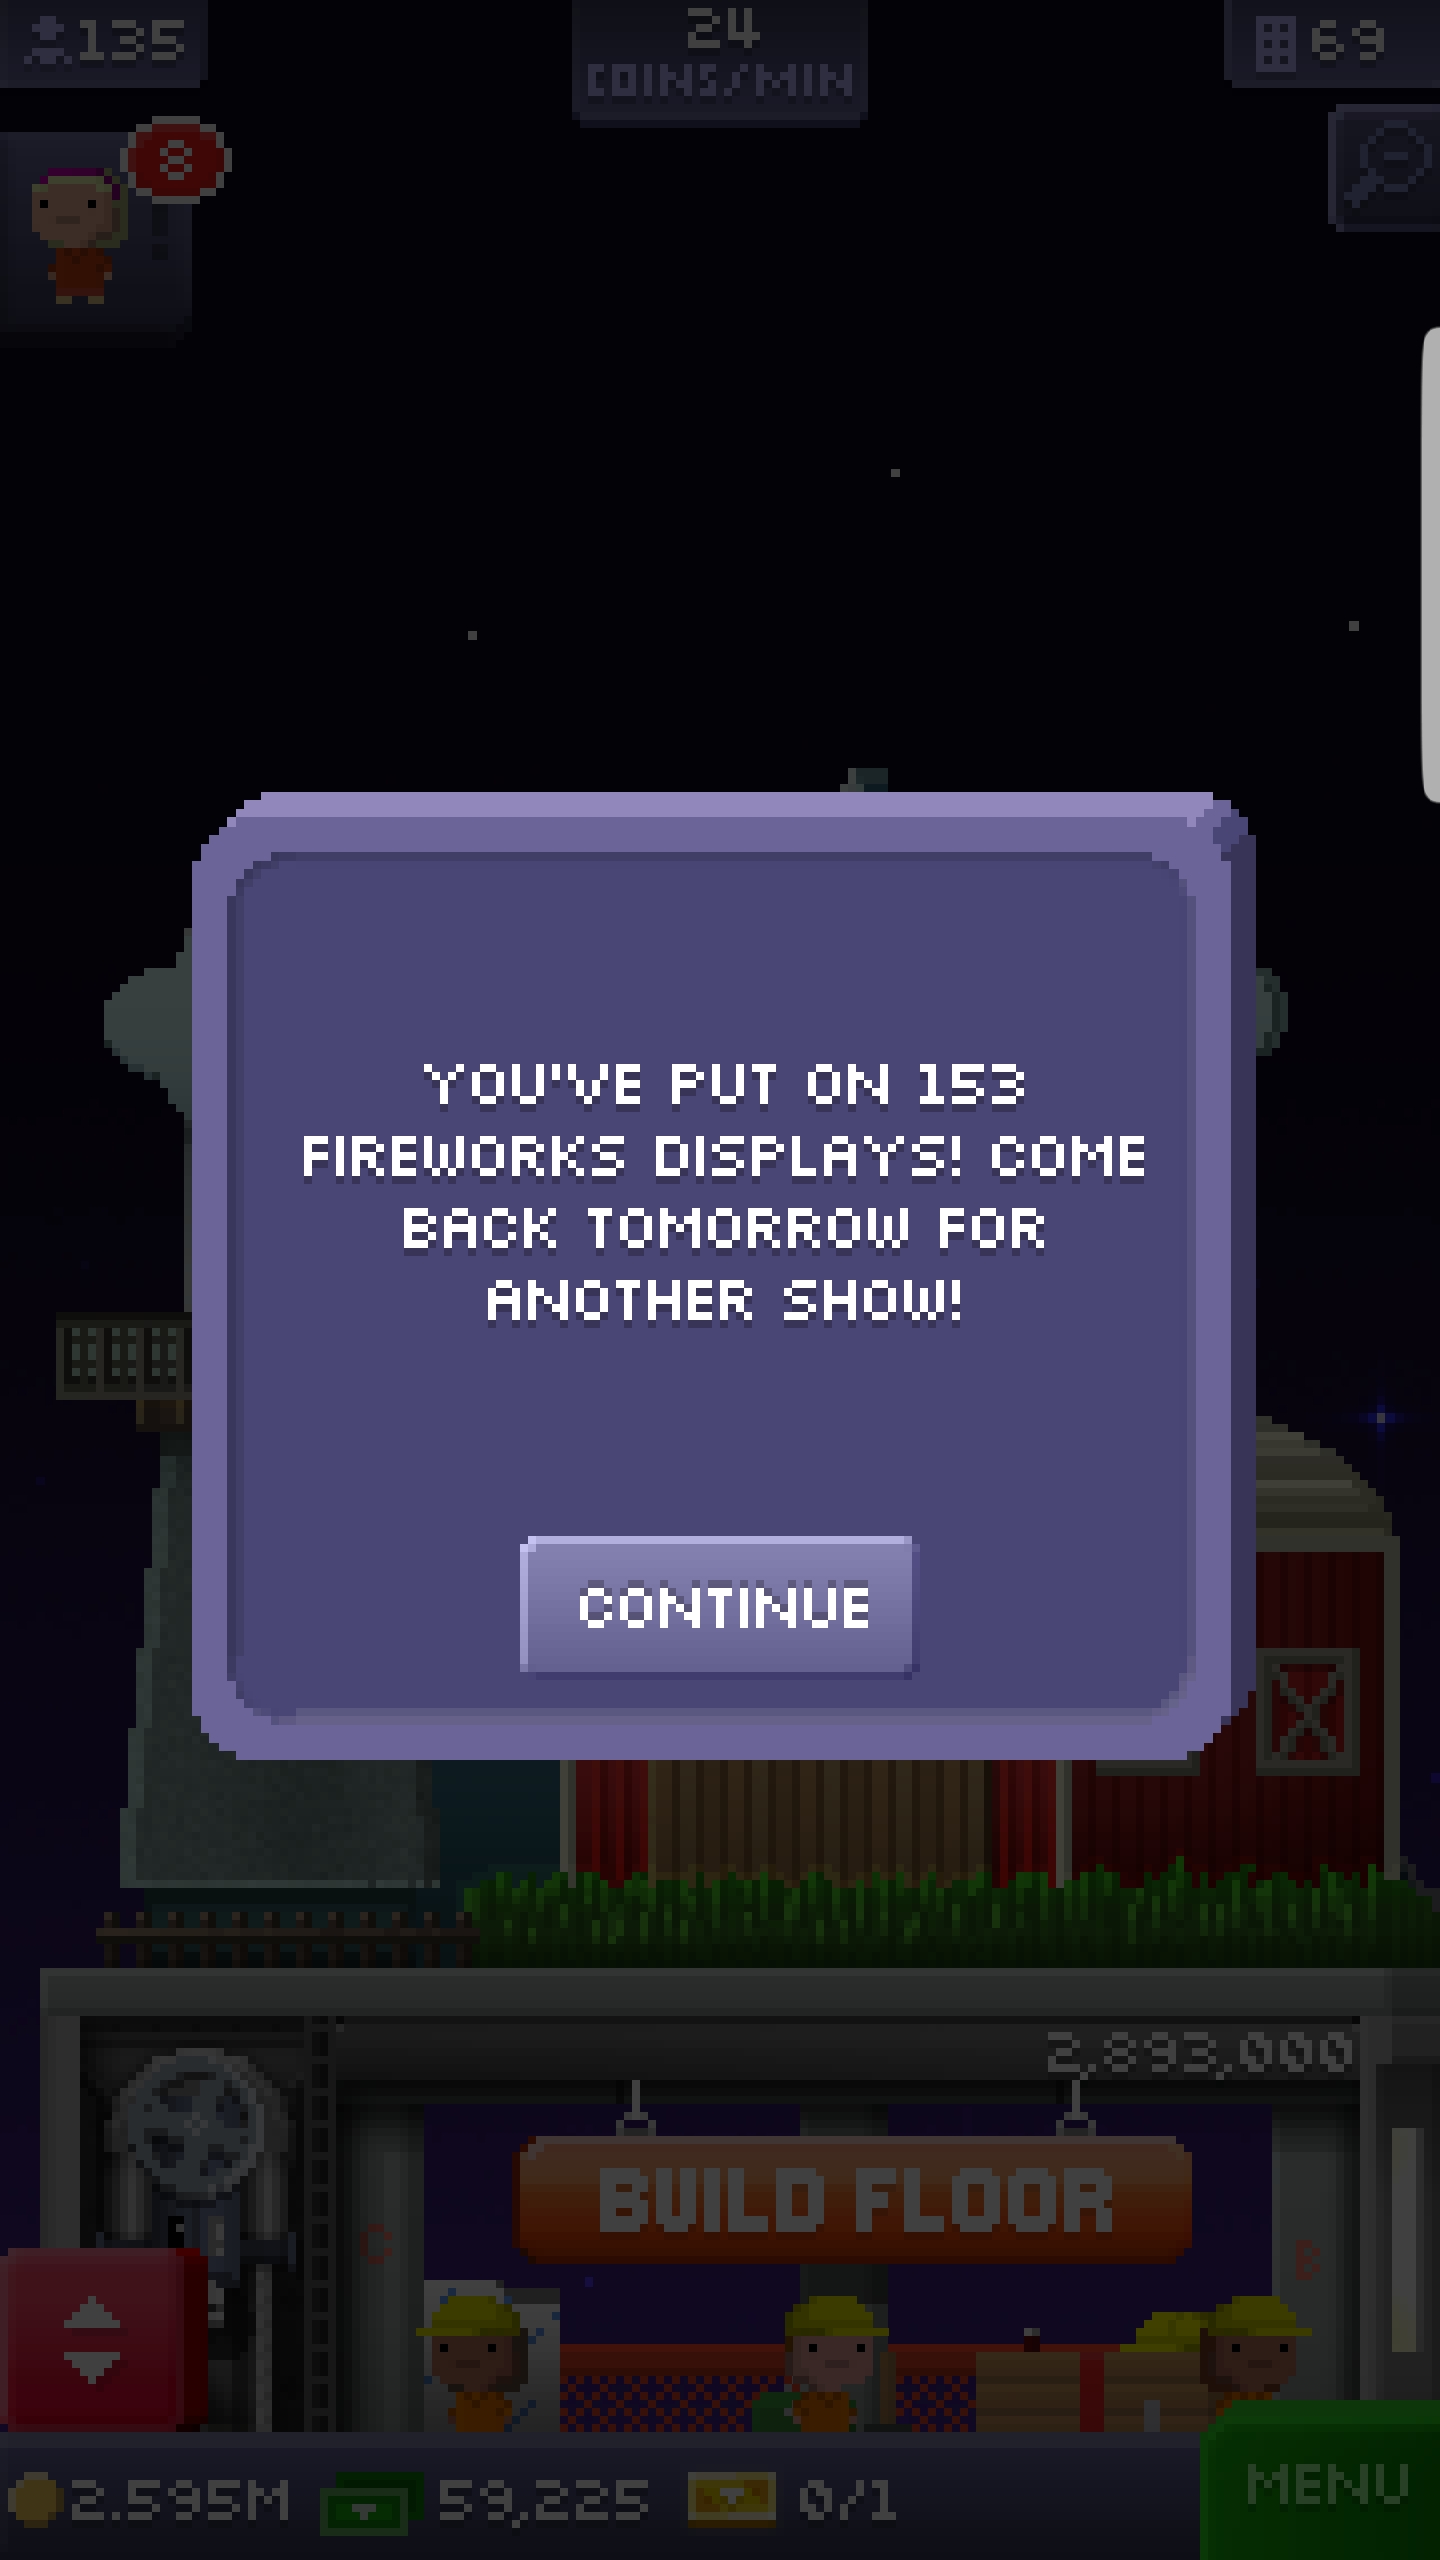 135
24
COINS/MIN
69
8
YOU'VE PUT ON 153
FIREWORKS DISPLAYS! COME
BACK TOMORROW FOR
ANOTHER SHOW!
CONTINUE
2,893,000
BUILD FLOOR
C
B
2.595M
59,225
0/1
MENU